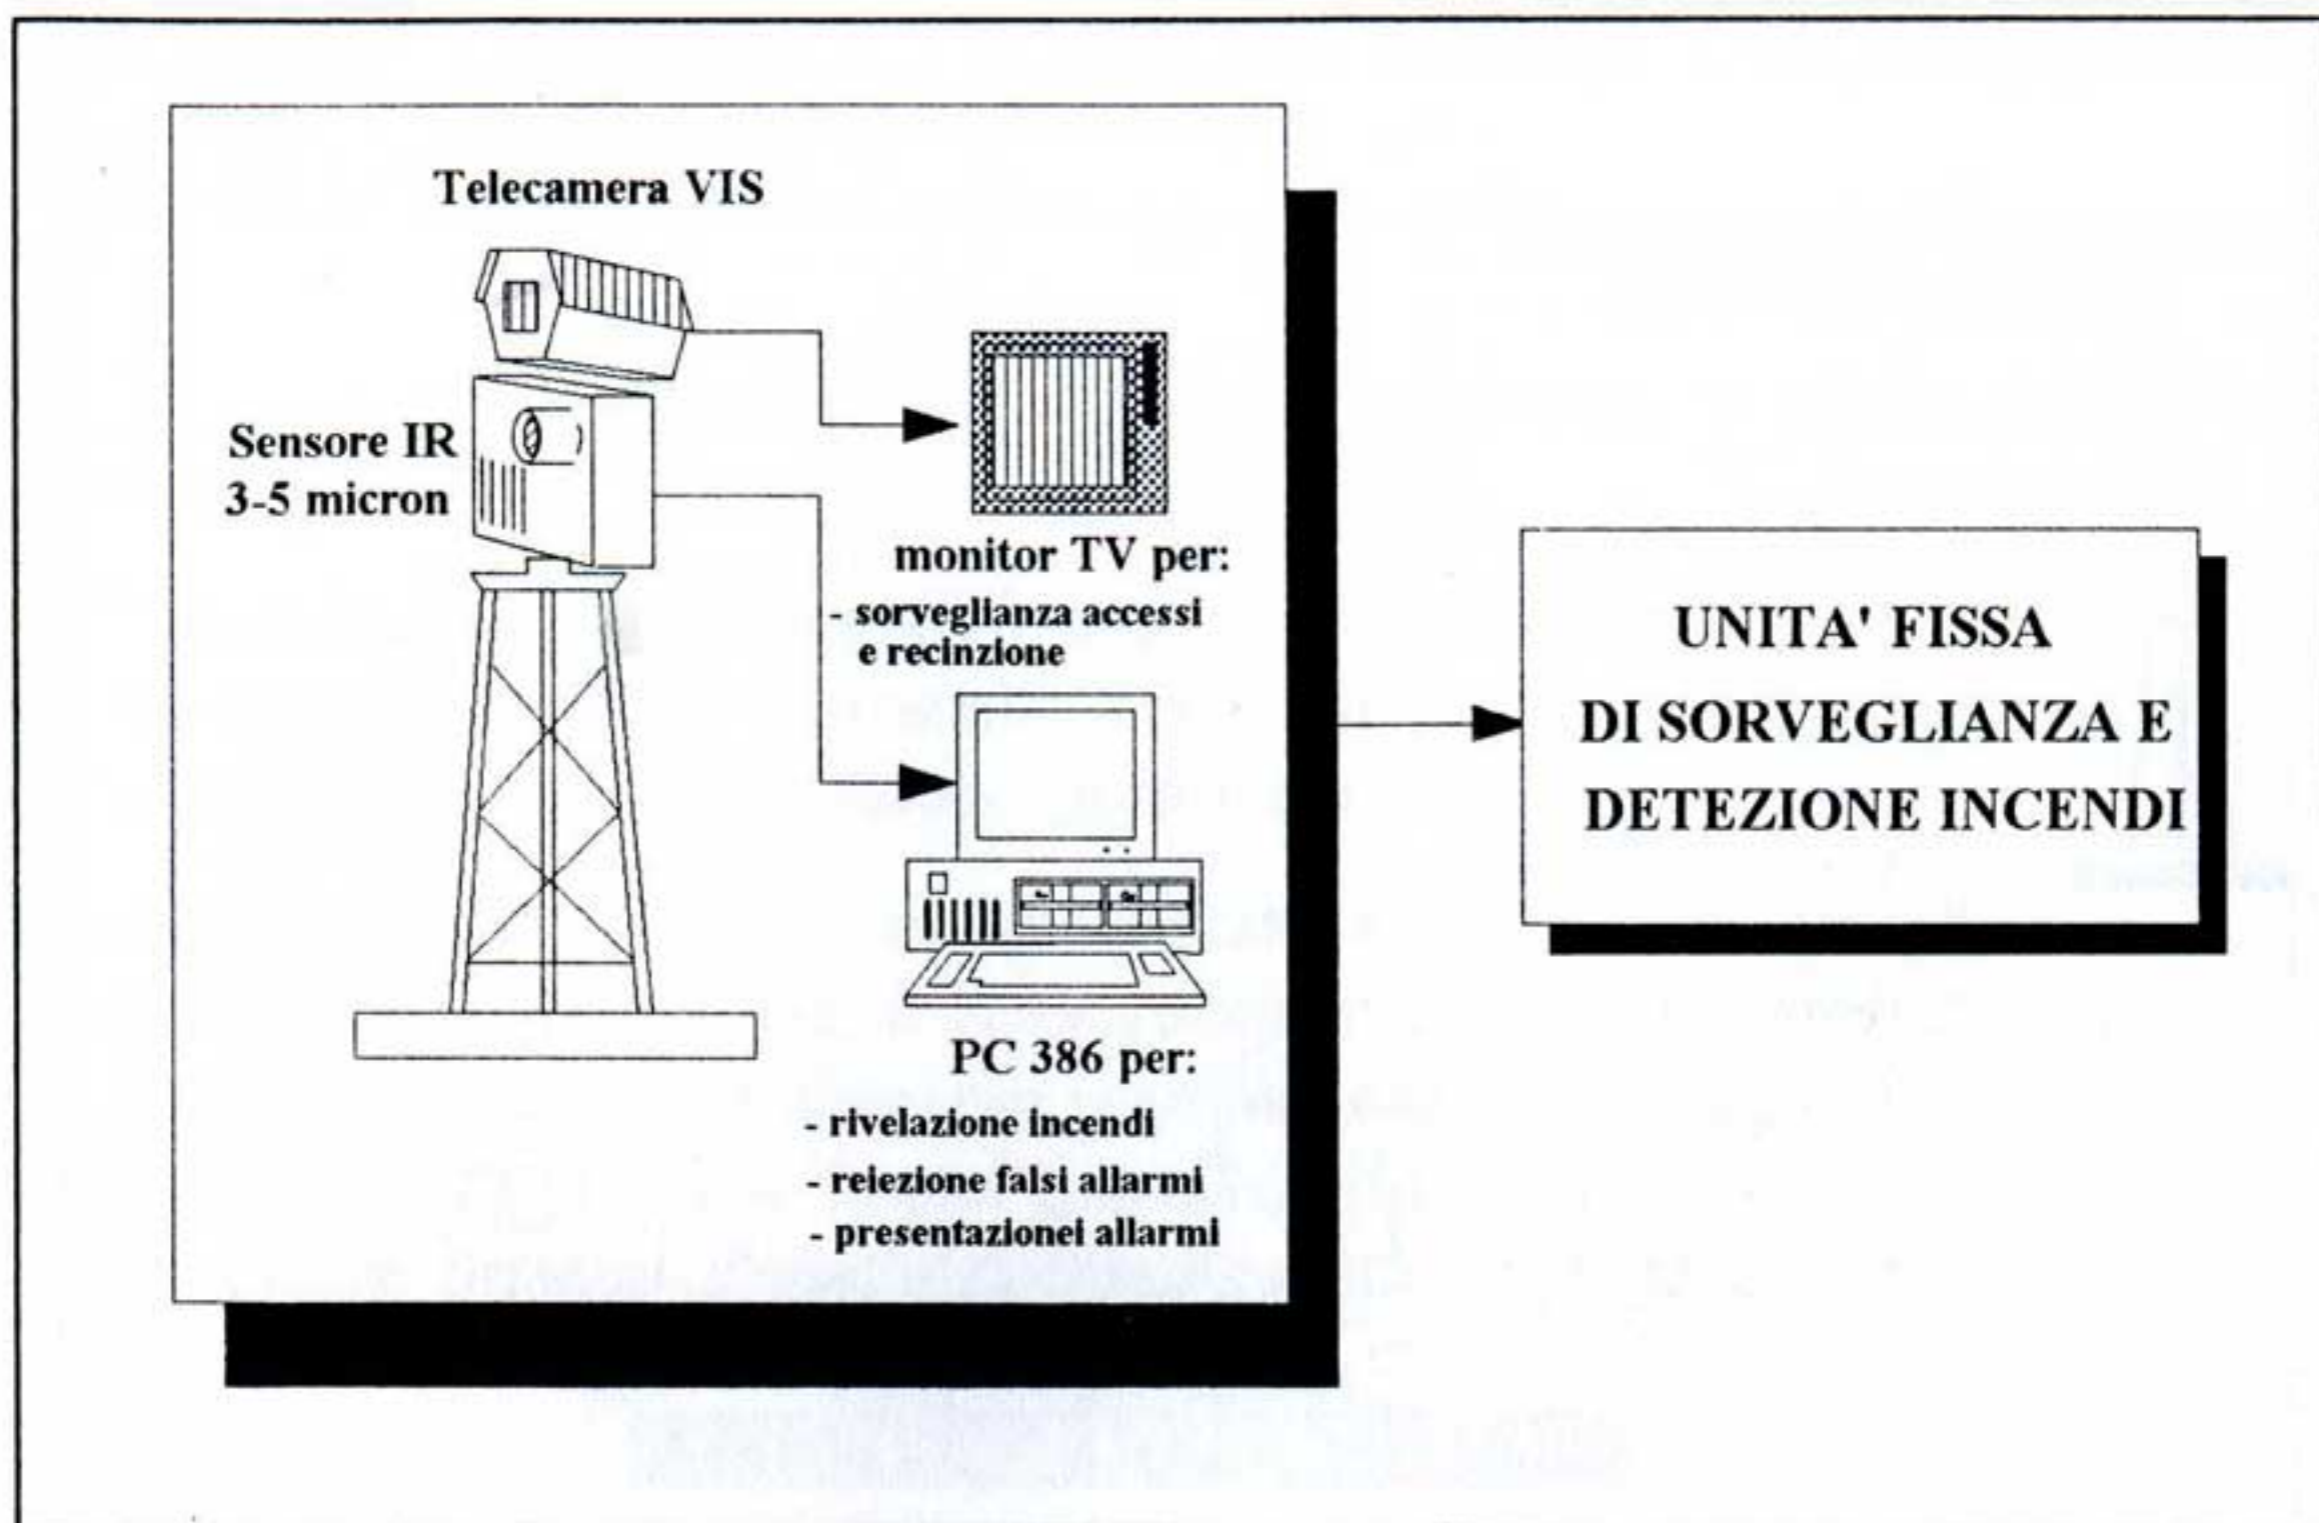 Telecamera VIS
Sensore IR
3-5 micron
monitor TV per:
- sorveglianza accessi
e recinzione
PC 386 per:
- rivelazione incendi
- reiezione falsi allarmi
- presentazionei allarmi
UNITA' FISSA
DI SORVEGLIANZA E
DETEZIONE INCENDI